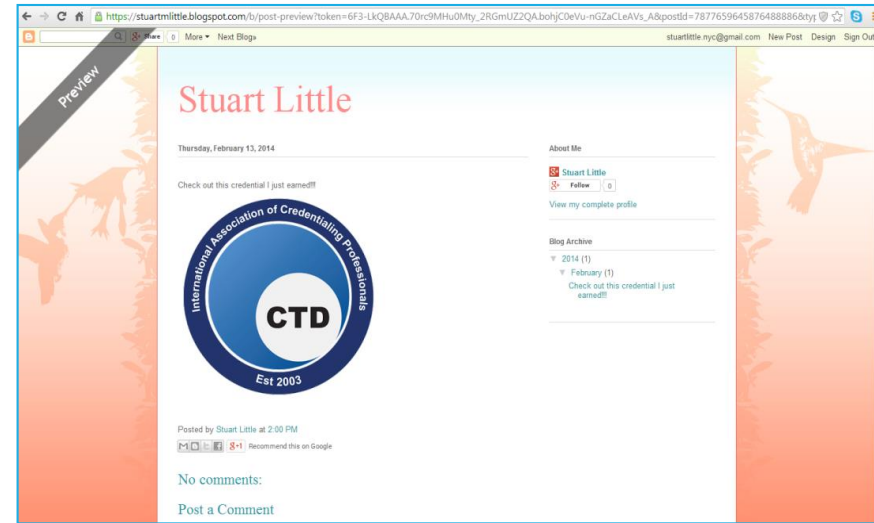 https://stuartmlittle.blogspot.com/b/post-preview?token=6F3-LkQBAAA.70rc9MHu0Mty_2RGmUZ2QA.bohjC0eVu-nGZaCLeAVs_A&postId=7877659645876488886&typ
Share 0 More Next Blog» stuartlittle.nyc@gmail.com New Post Design Sign Out
Preview
Stuart Little
Thursday, February 13, 2014
Check out this credential I just earned!!!
International Association of Credentialing Professionals
CTD
Est 2003
Posted by Stuart Little at 2:00 PM
+1 Recommend this on Google
No comments:
Post a Comment
About Me
Stuart Little
Follow 0
View my complete profile
Blog Archive
▼ 2014 (1)
▼ February (1)
Check out this credential I just
earned!!!